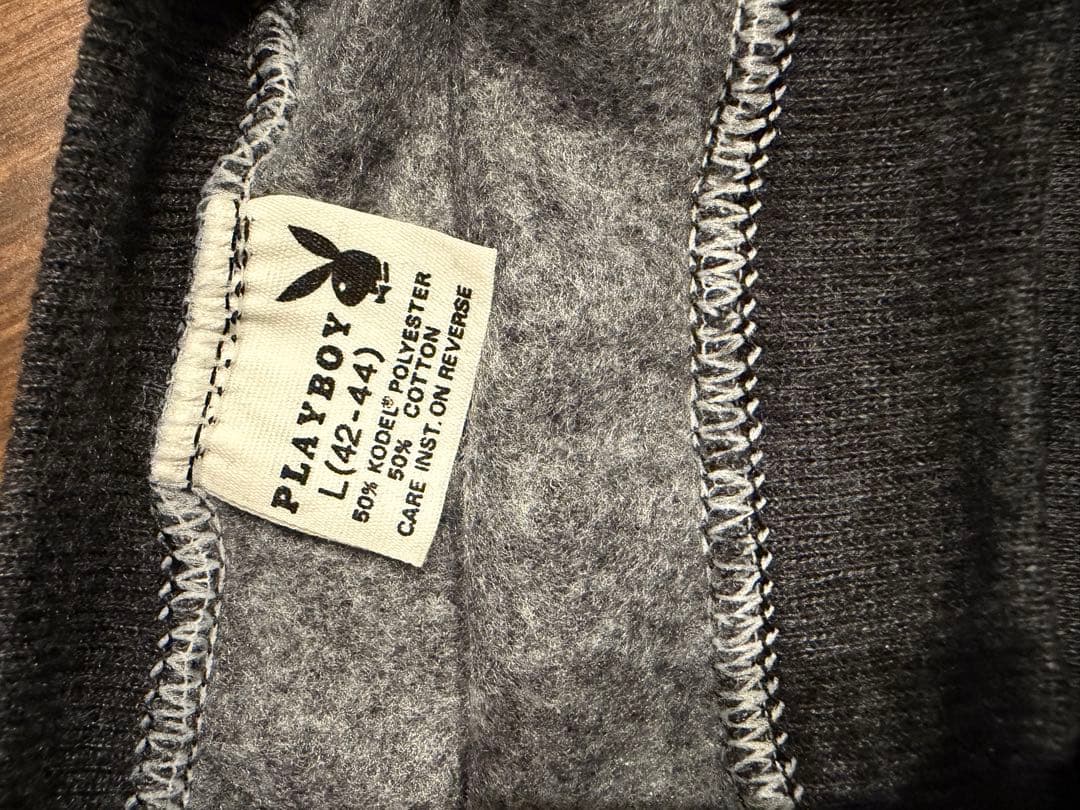 PLAYBOY
L (42-44)
50% KODEL® POLYESTER
50% COTTON
CARE INST. ON REVERSE